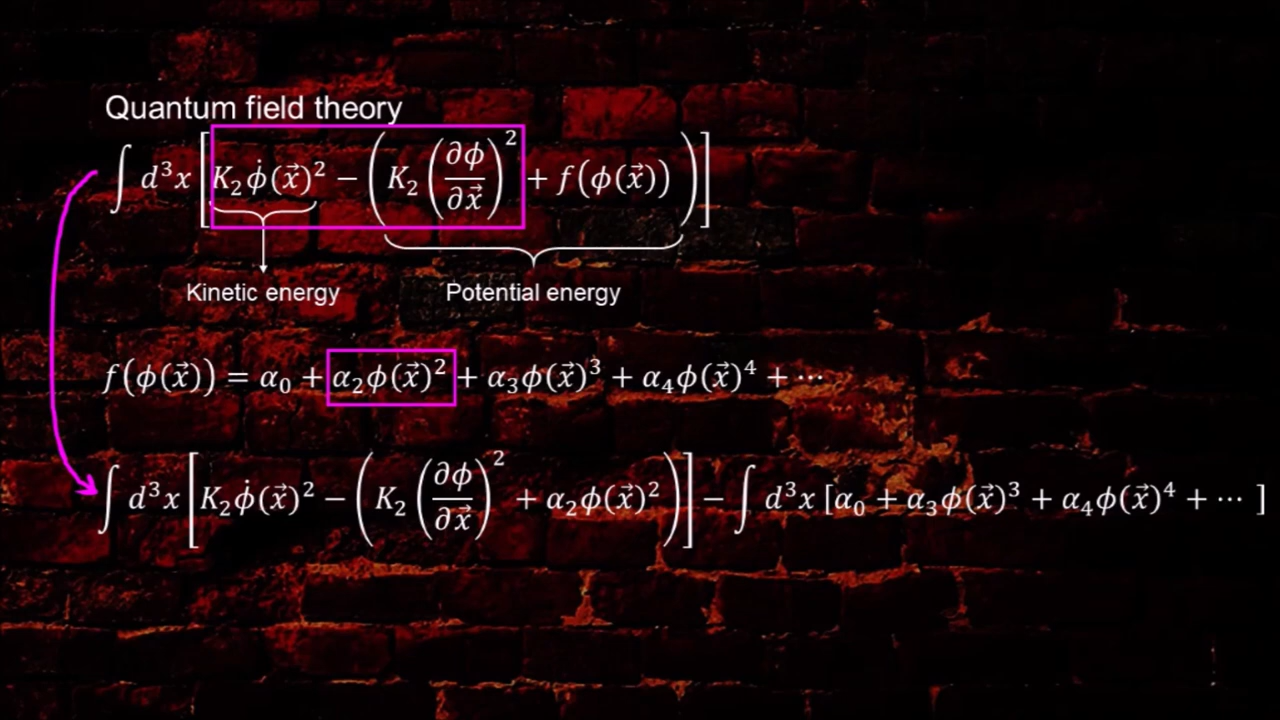 Quantum field theory
∫ d³x [K₂ϕ̇(x⃗)² − (K₂(∂ϕ/∂x⃗)² + f(ϕ(x⃗)))]
Kinetic energy Potential energy
f(ϕ(x⃗)) = α₀ + α₂ϕ(x⃗)² + α₃ϕ(x⃗)³ + α₄ϕ(x⃗)⁴ + ⋯
∫ d³x [K₂ϕ̇(x⃗)² − (K₂(∂ϕ/∂x⃗)² + α₂ϕ(x⃗)²)] − ∫ d³x [α₀ + α₃ϕ(x⃗)³ + α₄ϕ(x⃗)⁴ + ⋯ ]